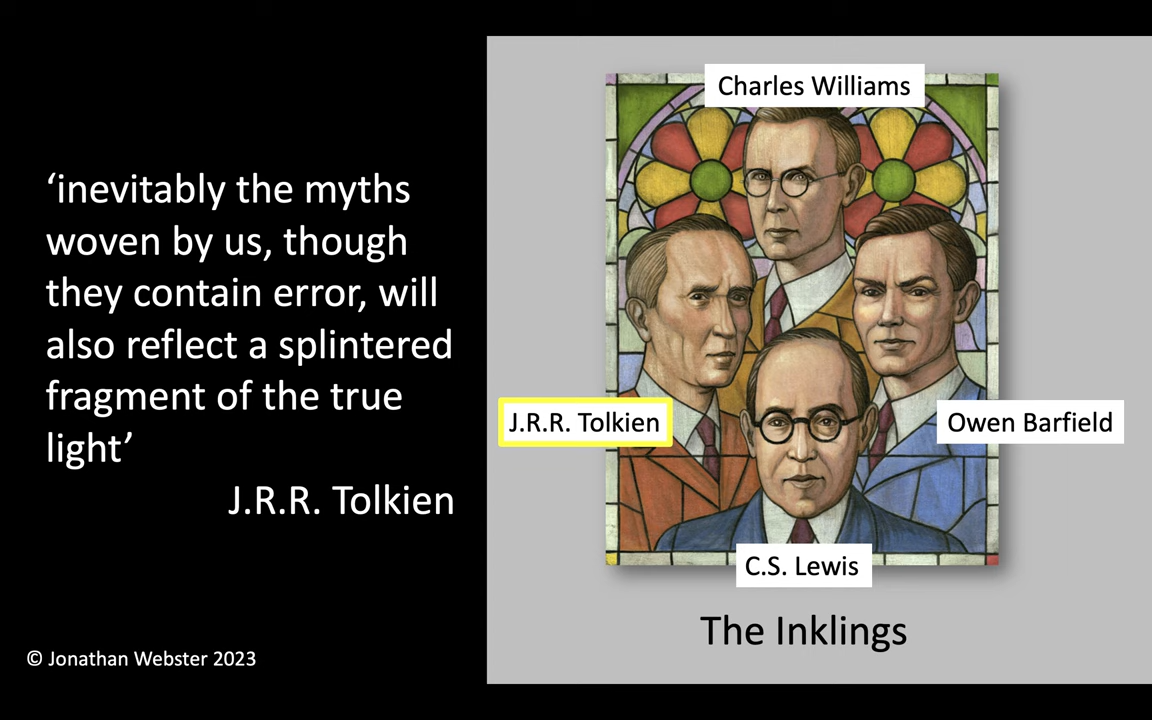 ‘inevitably the myths
woven by us, though
they contain error, will
also reflect a splintered
fragment of the true
light’
J.R.R. Tolkien
© Jonathan Webster 2023
Charles Williams
J.R.R. Tolkien
Owen Barfield
C.S. Lewis
The Inklings